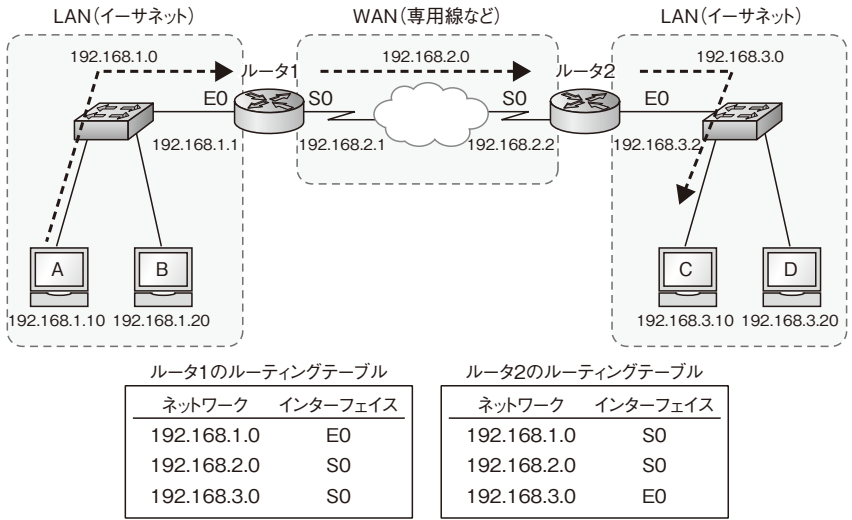 LAN（イーサネット）
WAN（専用線など）
LAN（イーサネット）
192.168.1.0
ルータ1
192.168.2.0
ルータ2
192.168.3.0
E0
S0
S0
E0
192.168.1.1
192.168.2.1
192.168.2.2
192.168.3.2
A
B
C
D
192.168.1.10
192.168.1.20
192.168.3.10
192.168.3.20
ルータ1のルーティングテーブル
ネットワーク インターフェイス
192.168.1.0 E0
192.168.2.0 S0
192.168.3.0 S0
ルータ2のルーティングテーブル
ネットワーク インターフェイス
192.168.1.0 S0
192.168.2.0 S0
192.168.3.0 E0